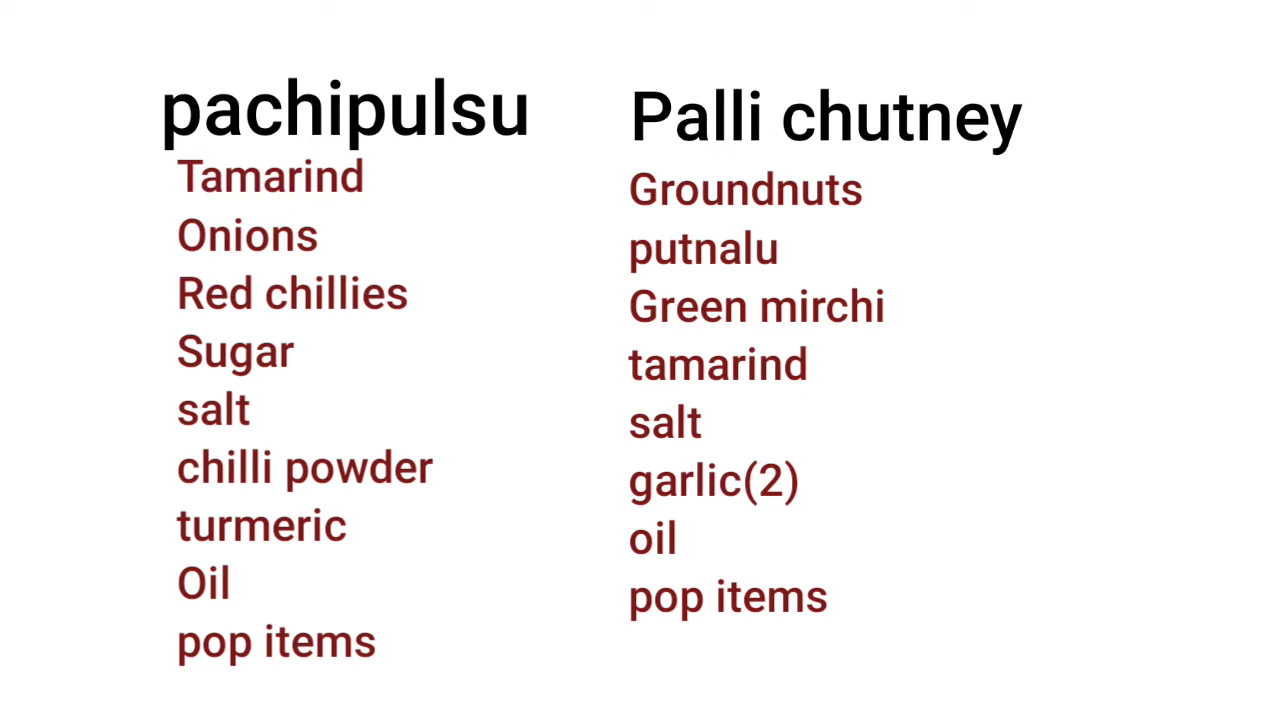 pachipulsu
Tamarind
Onions
Red chillies
Sugar
salt
chilli powder
turmeric
Oil
pop items
Palli chutney
Groundnuts
putnalu
Green mirchi
tamarind
salt
garlic(2)
oil
pop items